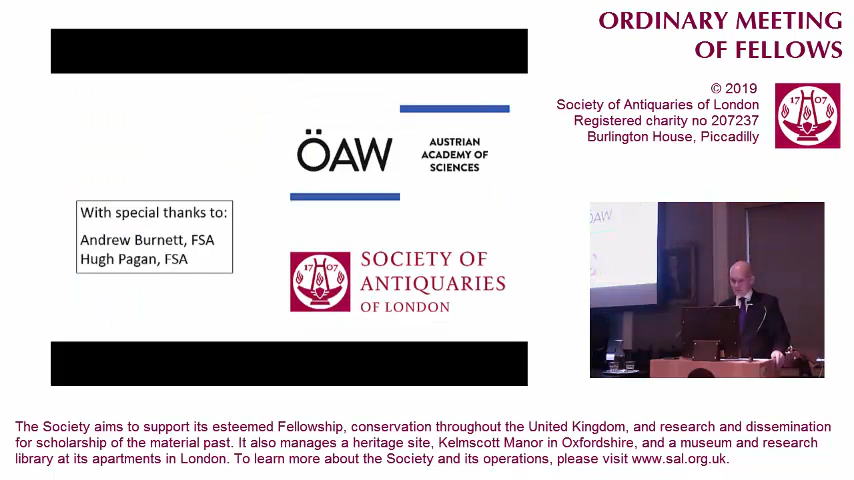 ORDINARY MEETING
OF FELLOWS
© 2019
Society of Antiquaries of London
Registered charity no 207237
Burlington House, Piccadilly
1707
ÖAW
AUSTRIAN
ACADEMY OF
SCIENCES
With special thanks to:
Andrew Burnett, FSA
Hugh Pagan, FSA
1707
SOCIETY OF
ANTIQUARIES
OF LONDON
ÖAW
The Society aims to support its esteemed Fellowship, conservation throughout the United Kingdom, and research and dissemination
for scholarship of the material past. It also manages a heritage site, Kelmscott Manor in Oxfordshire, and a museum and research
library at its apartments in London. To learn more about the Society and its operations, please visit www.sal.org.uk.